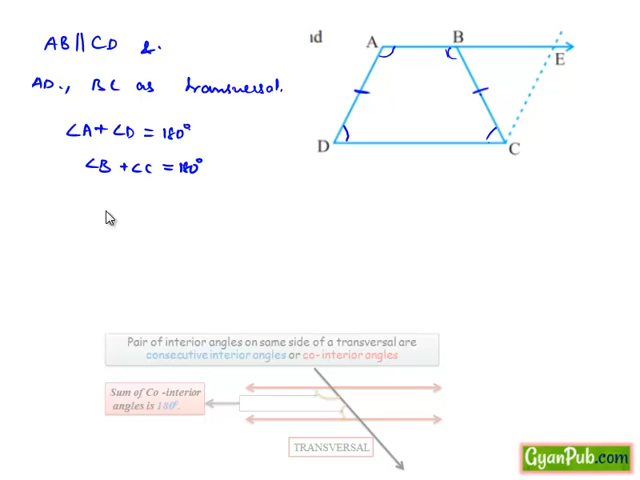 AB || CD &.
AD., BC as transversal.
∠A + ∠D = 180°
∠B + ∠C = 180°
nd
A
B
E
D
C
Pair of interior angles on same side of a transversal are
consecutive interior angles or co- interior angles
Sum of Co -interior
angles is 180°.
TRANSVERSAL
GyanPub.com